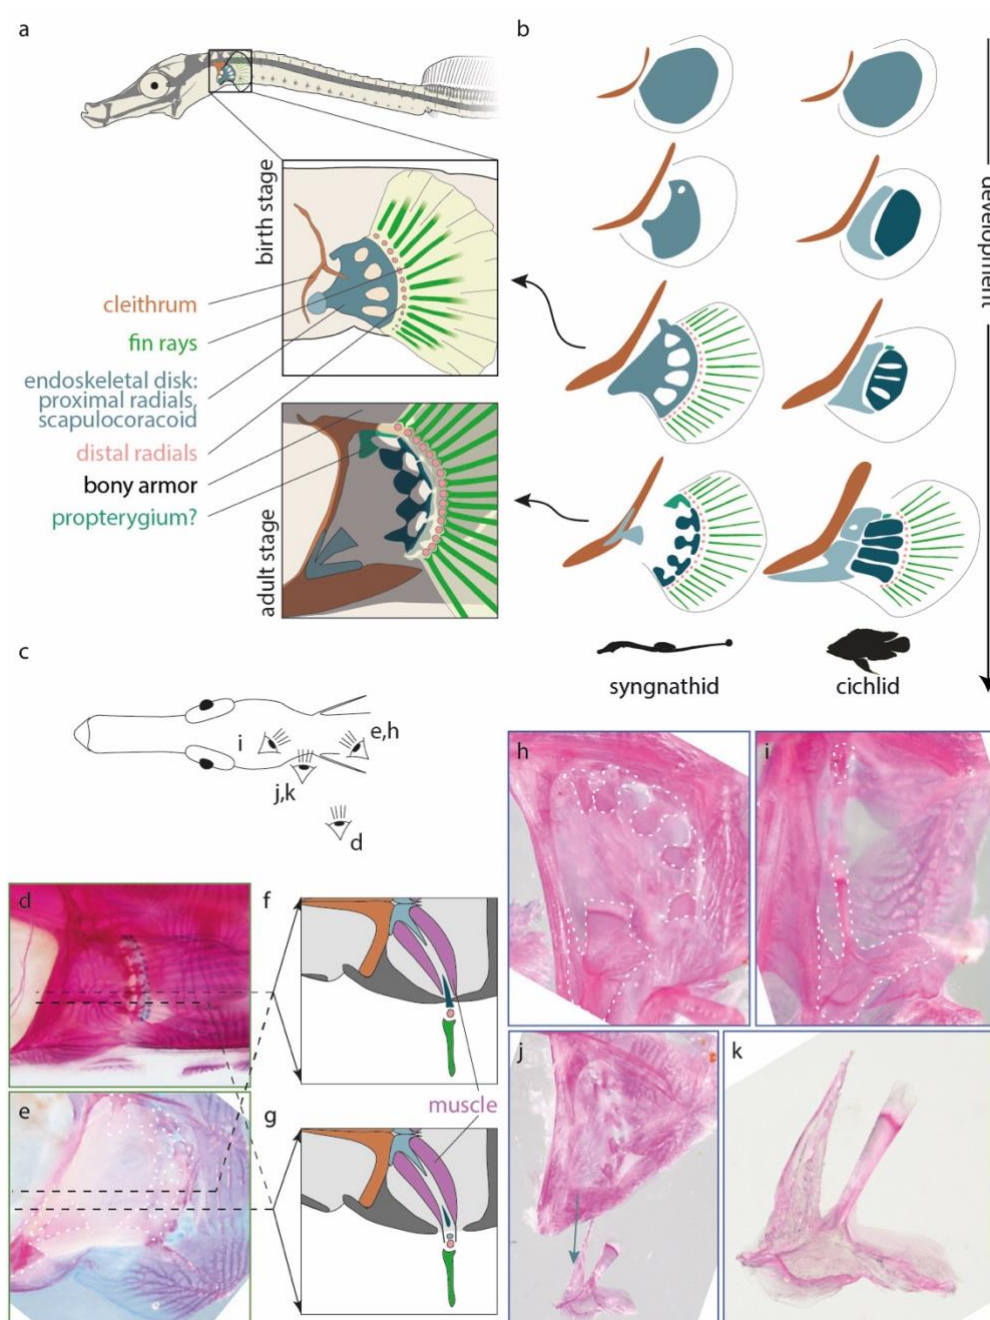 a
birth stage
cleithrum
fin rays
endoskeletal disk:
proximal radials,
scapulocoracoid
distal radials
bony armor
propterygium?
adult stage
b
development
syngnathid
cichlid
c
i
e,h
j,k
d
d
e
f
g
muscle
h
i
j
k